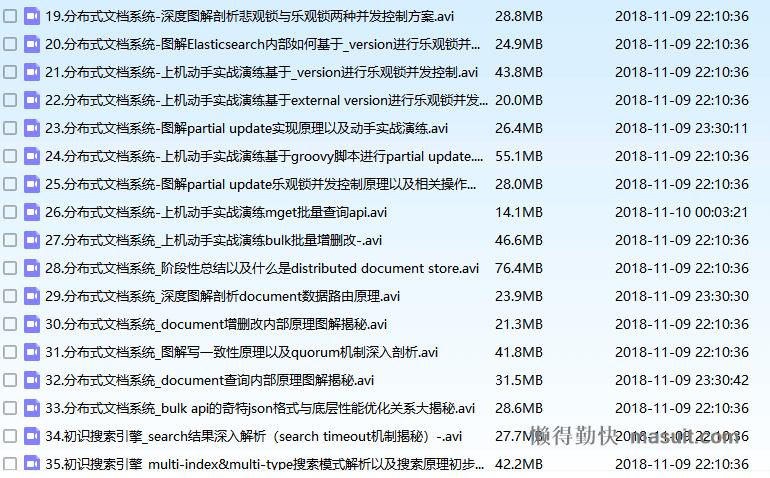 19.分布式文档系统-深度图解剖析悲观锁与乐观锁两种并发控制方案.avi 28.8MB 2018-11-09 22:10:36
20.分布式文档系统-图解Elasticsearch内部如何基于_version进行乐观锁并... 24.9MB 2018-11-09 22:10:36
21.分布式文档系统-上机动手实战演练基于_version进行乐观锁并发控制.avi 43.8MB 2018-11-09 22:10:36
22.分布式文档系统-上机动手实战演练基于external version进行乐观锁并发... 20.0MB 2018-11-09 22:10:36
23.分布式文档系统-图解partial update实现原理以及动手实战演练.avi 26.4MB 2018-11-09 23:30:11
24.分布式文档系统-上机动手实战演练基于groovy脚本进行partial update.... 55.1MB 2018-11-09 22:10:36
25.分布式文档系统-图解partial update乐观锁并发控制原理以及相关操作... 28.0MB 2018-11-09 22:10:36
26.分布式文档系统-上机动手实战演练mget批量查询api.avi 14.1MB 2018-11-10 00:03:21
27.分布式文档系统-上机动手实战演练bulk批量增删改-.avi 46.6MB 2018-11-09 22:10:36
28.分布式文档系统_阶段性总结以及什么是distributed document store.avi 76.4MB 2018-11-09 22:10:36
29.分布式文档系统_深度图解剖析document数据路由原理.avi 23.9MB 2018-11-09 23:30:30
30.分布式文档系统_document增删改内部原理图解揭秘.avi 21.3MB 2018-11-09 22:10:36
31.分布式文档系统_图解写一致性原理以及quorum机制深入剖析.avi 41.8MB 2018-11-09 22:10:36
32.分布式文档系统_document查询内部原理图解揭秘.avi 31.5MB 2018-11-09 23:30:42
33.分布式文档系统_bulk api的奇特json格式与底层性能优化关系大揭秘.avi 28.6MB 2018-11-09 22:10:36
34.初识搜索引擎_search结果深入解析（search timeout机制揭秘）-.avi 27.7MB 2018-11-09 22:10:36
懒得勤快 masuit.com
35.初识搜索引擎_multi-index&multi-type搜索模式解析以及搜索原理初步... 42.2MB 2018-11-09 22:10:36